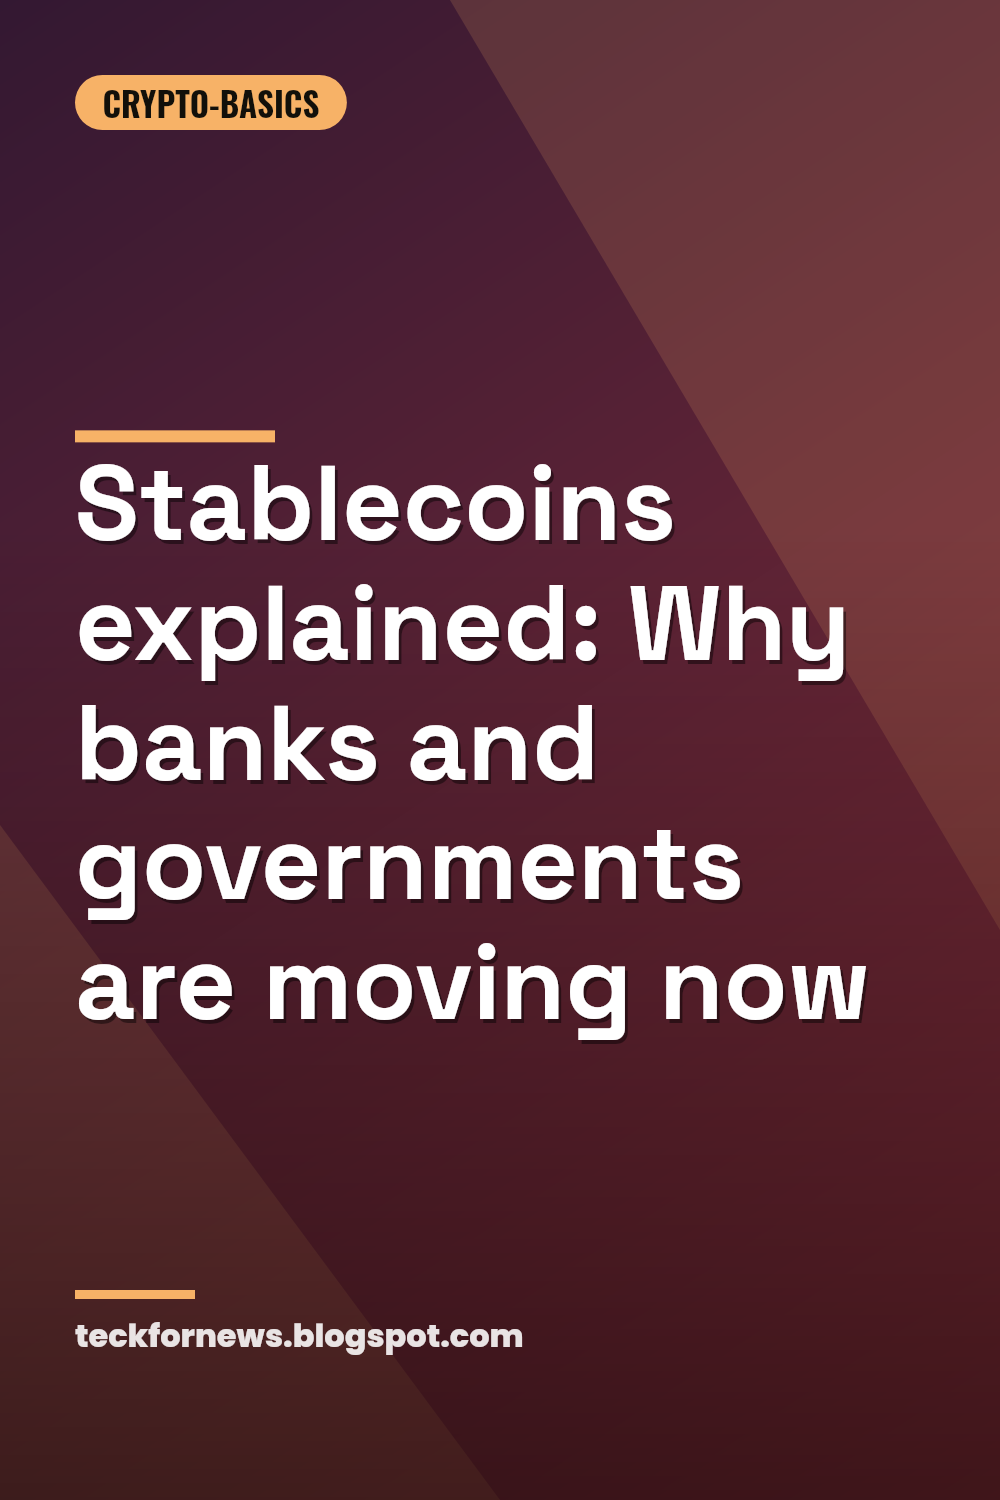 CRYPTO-BASICS
Stablecoins
explained: Why
banks and
governments
are moving now
teckfornews.blogspot.com